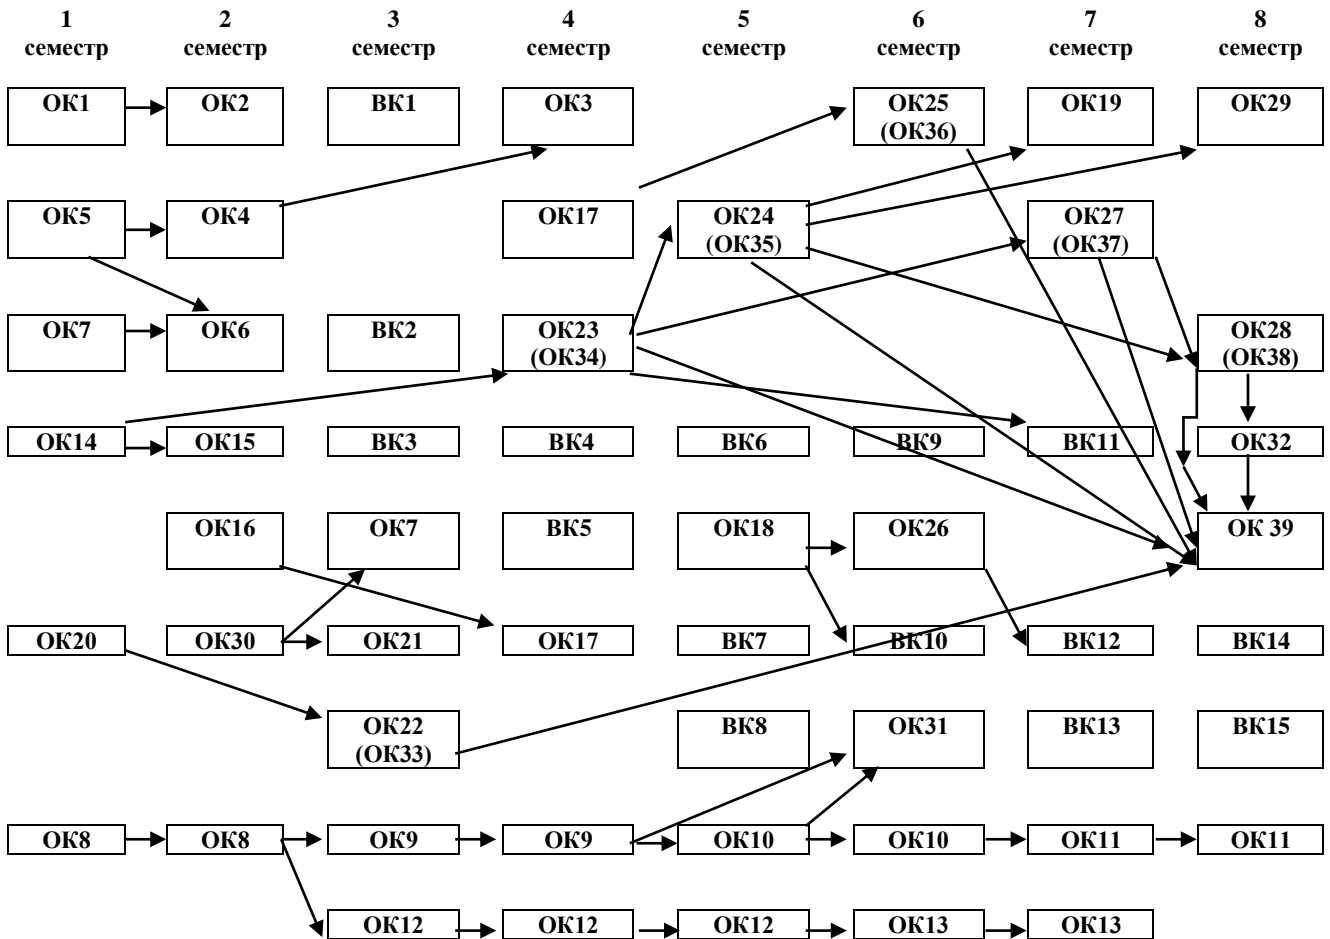 1 2 3 4 5 6 7 8
семестр семестр семестр семестр семестр семестр семестр семестр
ОК1 ОК2 ВК1 ОК3 ОК25 ОК19 ОК29
(ОК36)
ОК5 ОК4 ОК17 ОК24 ОК27
(ОК35) (ОК37)
ОК7 ОК6 ВК2 ОК23 ОК28
(ОК34) (ОК38)
ОК14 ОК15 ВК3 ВК4 ВК6 ВК9 ВК11 ОК32
ОК16 ОК7 ВК5 ОК18 ОК26 ОК 39
ОК20 ОК30 ОК21 ОК17 ВК7 ВК10 ВК12 ВК14
ОК22 ВК8 ОК31 ВК13 ВК15
(ОК33)
ОК8 ОК8 ОК9 ОК9 ОК10 ОК10 ОК11 ОК11
ОК12 ОК12 ОК12 ОК13 ОК13